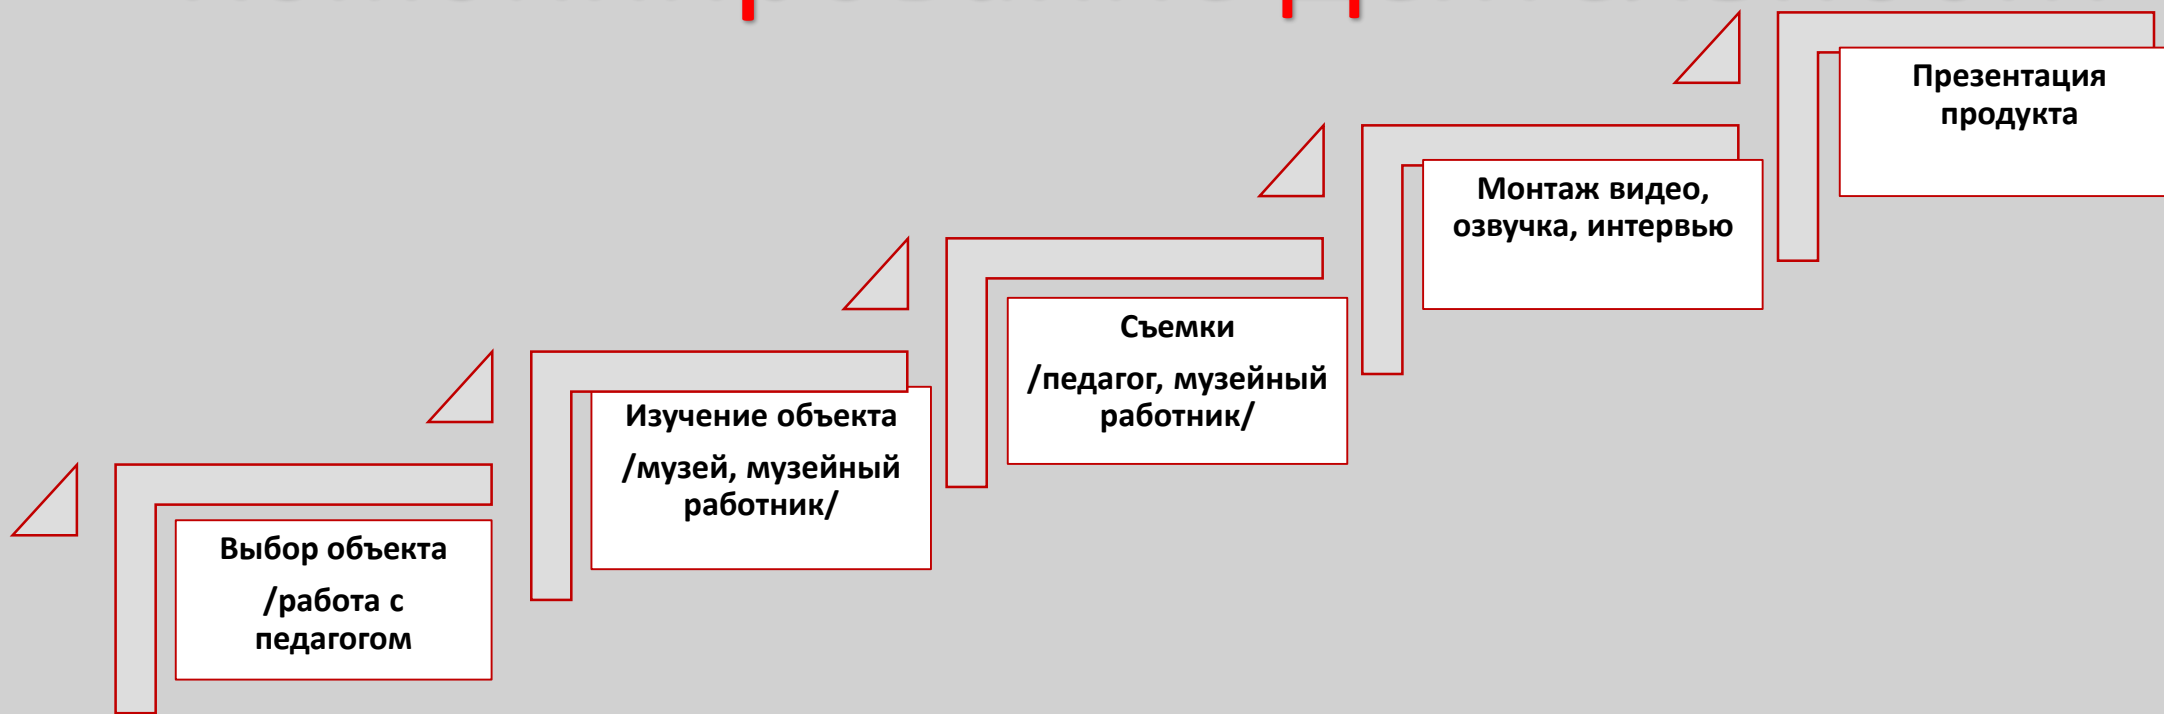 Выбор объекта
/работа с
педагогом
Изучение объекта
/музей, музейный
работник/
Съемки
/педагог, музейный
работник/
Монтаж видео,
озвучка, интервью
Презентация
продукта